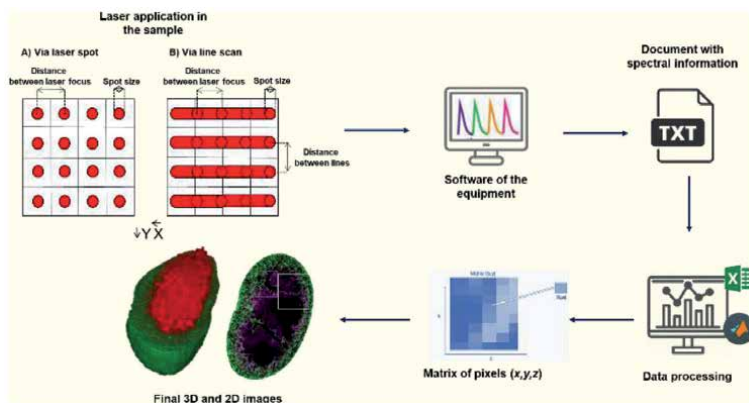 Laser application in
the sample
A) Via laser spot
B) Via line scan
Distance
between laser focus
Spot size
Distance
between laser focus
Spot size
Distance
between lines
↓Y X←
Software of the
equipment
Document with
spectral information
TXT
Data processing
Matrix of pixels (x,y,z)
Final 3D and 2D images